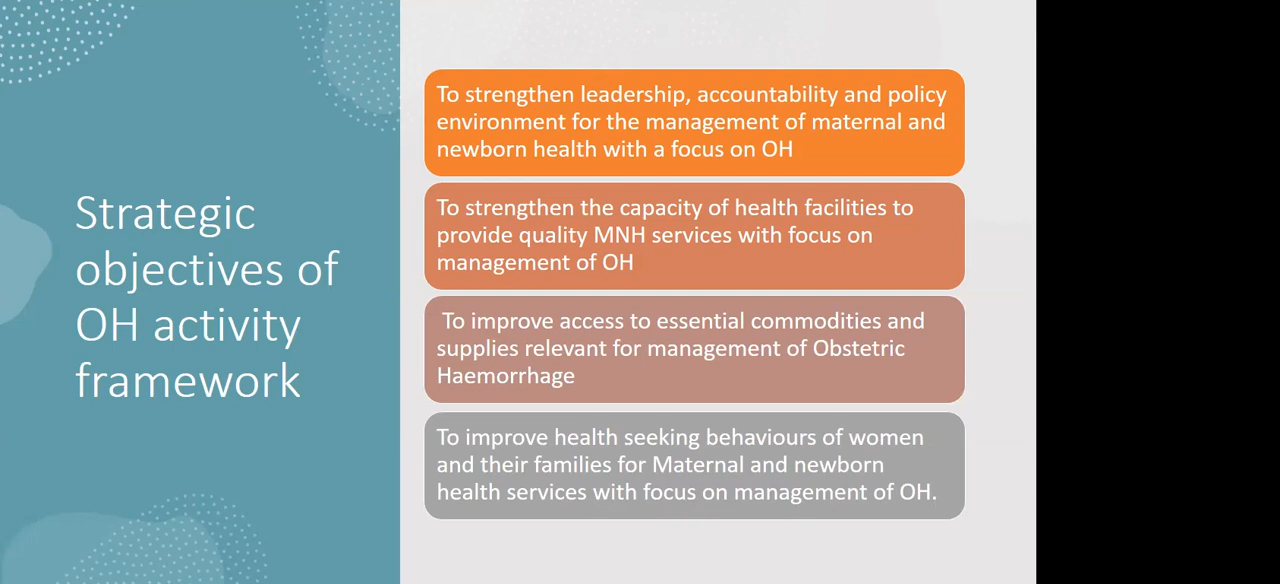 Strategic
objectives of
OH activity
framework
To strengthen leadership, accountability and policy
environment for the management of maternal and
newborn health with a focus on OH
To strengthen the capacity of health facilities to
provide quality MNH services with focus on
management of OH
To improve access to essential commodities and
supplies relevant for management of Obstetric
Haemorrhage
To improve health seeking behaviours of women
and their families for Maternal and newborn
health services with focus on management of OH.